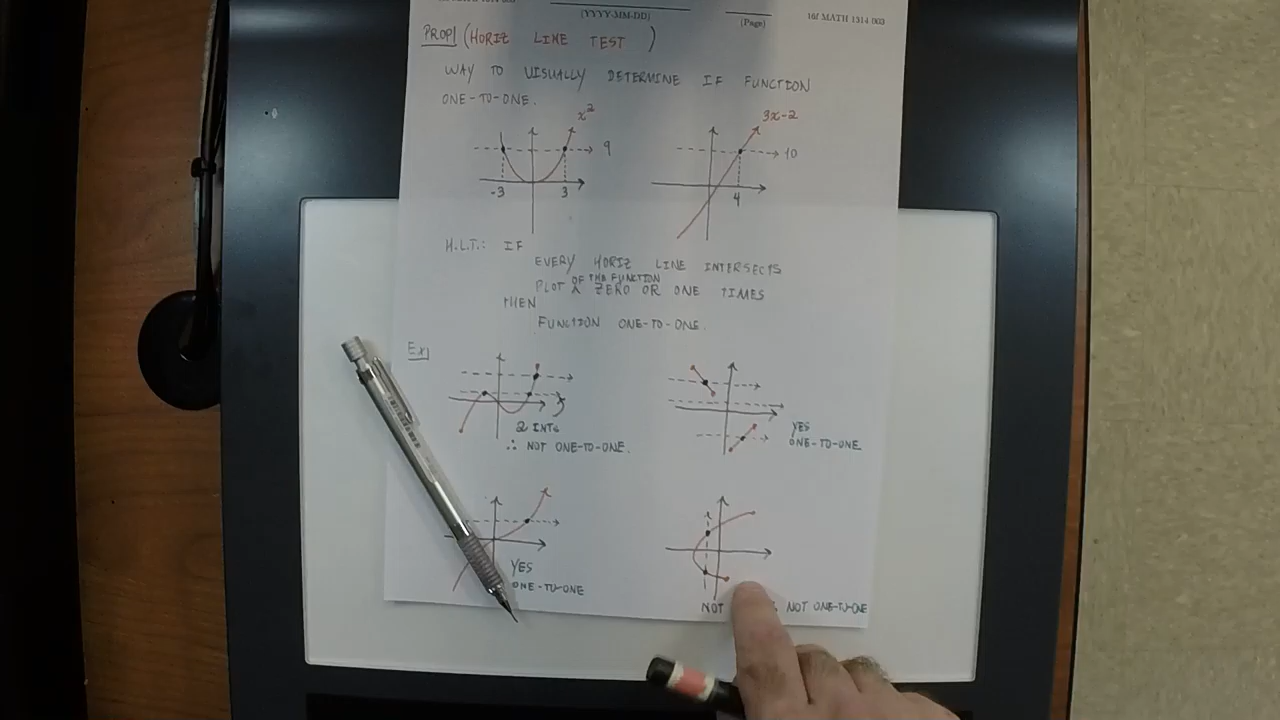 (YYYY-MM-DD)
(Page)
16f MATH 1314 003
PROP (HORIZ LINE TEST)
WAY TO VISUALLY DETERMINE IF FUNCTION
ONE-TO-ONE.
x² 3x-2
9 10
-3 3 4
H.L.T.: IF
EVERY HORIZ LINE INTERSECTS
OF THE FUNCTION
PLOT ^ ZERO OR ONE TIMES
THEN
FUNCTION ONE-TO-ONE.
Ex
2 INTS
∴ NOT ONE-TO-ONE.
YES
ONE-TO-ONE
YES
ONE-TO-ONE
NOT NOT ONE-TO-ONE